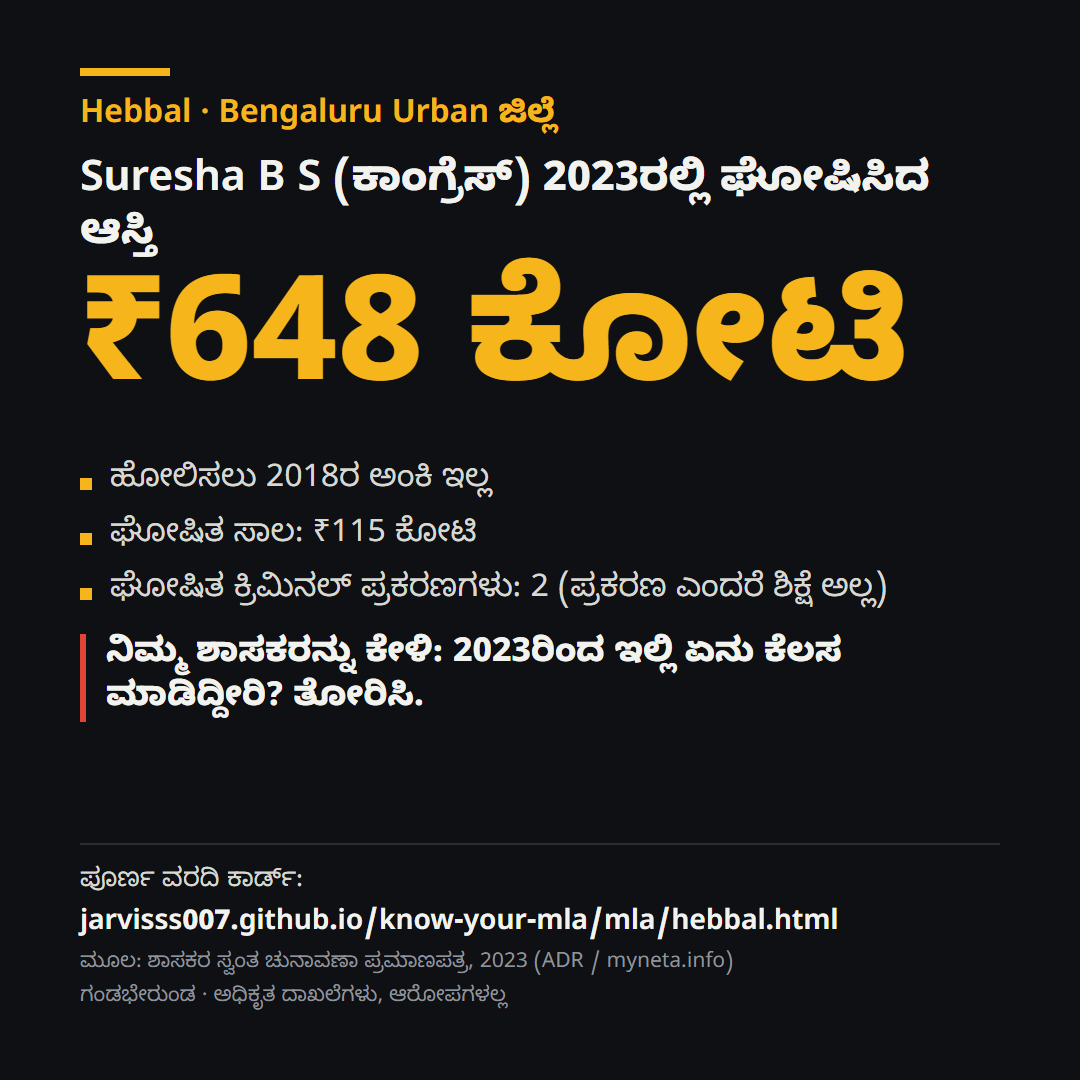 Hebbal · Bengaluru Urban ಜಿಲ್ಲೆ
Suresha B S (ಕಾಂಗ್ರೆಸ್) 2023ರಲ್ಲಿ ಘೋಷಿಸಿದ
ಆಸ್ತಿ
₹648 ಕೋಟಿ
ಹೋಲಿಸಲು 2018ರ ಅಂಕಿ ಇಲ್ಲ
ಘೋಷಿತ ಸಾಲ: ₹115 ಕೋಟಿ
ಘೋಷಿತ ಕ್ರಿಮಿನಲ್ ಪ್ರಕರಣಗಳು: 2 (ಪ್ರಕರಣ ಎಂದರೆ ಶಿಕ್ಷೆ ಅಲ್ಲ)
ನಿಮ್ಮ ಶಾಸಕರನ್ನು ಕೇಳಿ: 2023ರಿಂದ ಇಲ್ಲಿ ಏನು ಕೆಲಸ
ಮಾಡಿದ್ದೀರಿ? ತೋರಿಸಿ.
ಪೂರ್ಣ ವರದಿ ಕಾರ್ಡ್:
jarvisss007.github.io/know-your-mla/mla/hebbal.html
ಮೂಲ: ಶಾಸಕರ ಸ್ವಂತ ಚುನಾವಣಾ ಪ್ರಮಾಣಪತ್ರ, 2023 (ADR / myneta.info)
ಗಂಡಭೇರುಂಡ · ಅಧಿಕೃತ ದಾಖಲೆಗಳು, ಆರೋಪಗಳಲ್ಲ